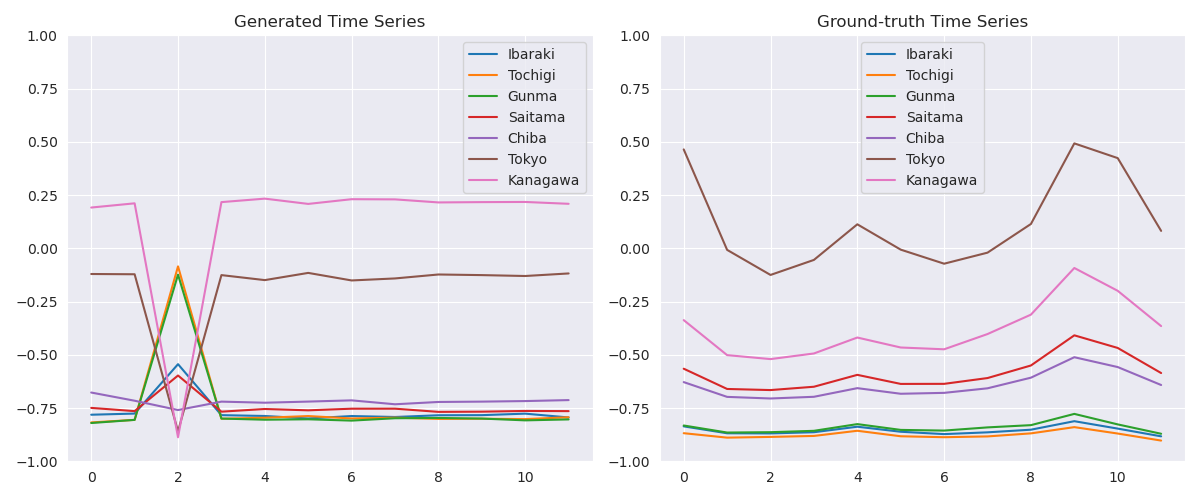 Generated Time Series
1.00
0.75
0.50
0.25
0.00
−0.25
−0.50
−0.75
−1.00
0 2 4 6 8 10
Ibaraki
Tochigi
Gunma
Saitama
Chiba
Tokyo
Kanagawa
Ground-truth Time Series
1.00
0.75
0.50
0.25
0.00
−0.25
−0.50
−0.75
−1.00
0 2 4 6 8 10
Ibaraki
Tochigi
Gunma
Saitama
Chiba
Tokyo
Kanagawa